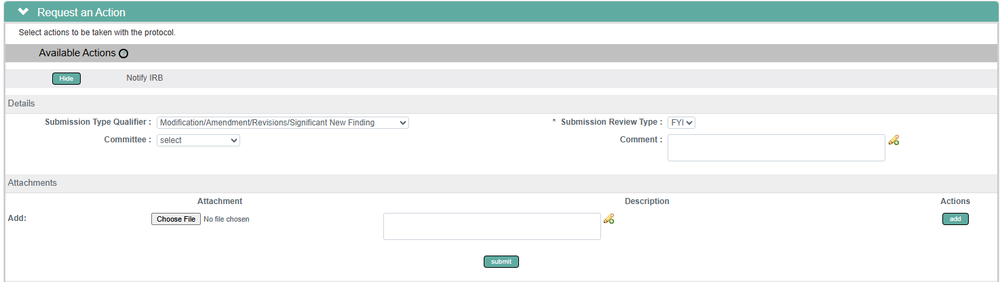 Request an Action
Select actions to be taken with the protocol.
Available Actions
Hide Notify IRB
Details
Submission Type Qualifier : Modification/Amendment/Revisions/Significant New Finding * Submission Review Type : FYI
Committee : select Comment :
Attachments
Attachment Description Actions
Add: Choose File No file chosen add
submit